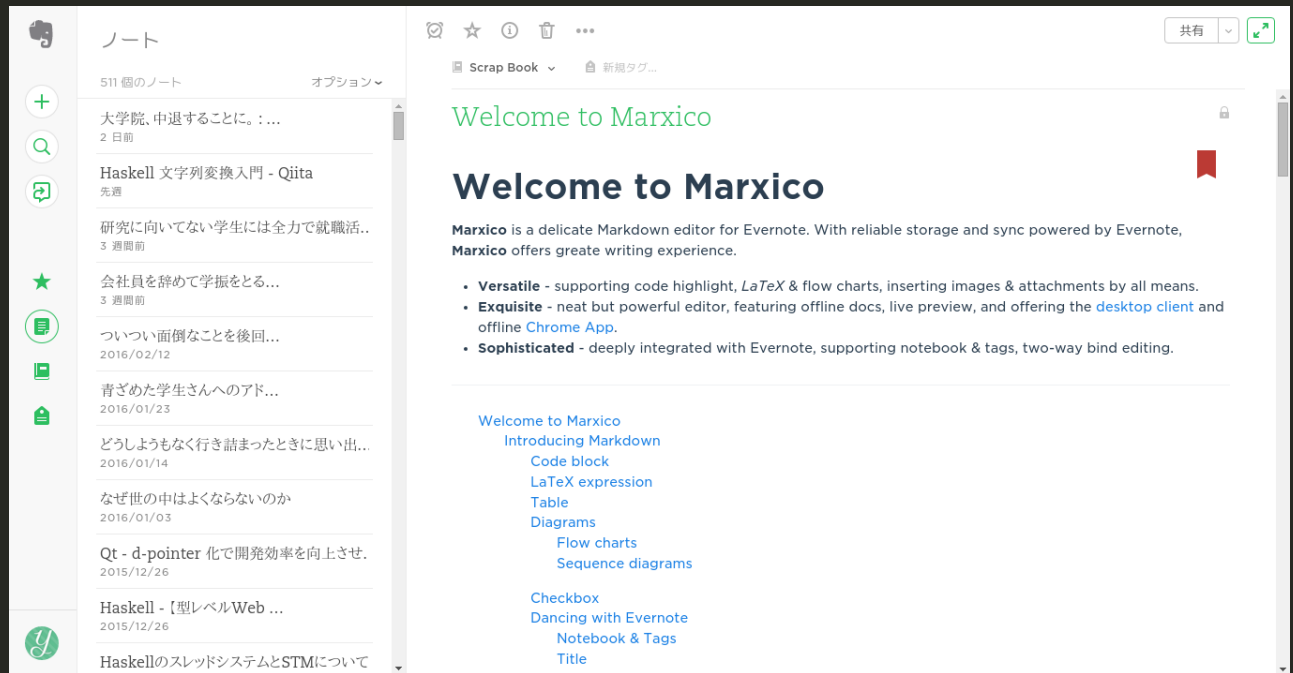 ノート
511 個のノート
オプション
大学院、中退することに。: ...
2 日前
Haskell 文字列変換入門 - Qiita
先週
研究に向いてない学生には全力で就職活..
3 週間前
会社員を辞めて学振をとる...
3 週間前
ついつい面倒なことを後回...
2016/02/12
青ざめた学生さんへのアド...
2016/01/23
どうしようもなく行き詰まったときに思い出...
2016/01/14
なぜ世の中はよくならないのか
2016/01/03
Qt - d-pointer 化で開発効率を向上させ.
2015/12/26
Haskell - 【型レベルWeb ...
2015/12/26
HaskellのスレッドシステムとSTMについて
y
共有
Scrap Book
新規タグ...
Welcome to Marxico
Welcome to Marxico
Marxico is a delicate Markdown editor for Evernote. With reliable storage and sync powered by Evernote,
Marxico offers greate writing experience.
• Versatile - supporting code highlight, LaTeX & flow charts, inserting images & attachments by all means.
• Exquisite - neat but powerful editor, featuring offline docs, live preview, and offering the desktop client and
offline Chrome App.
• Sophisticated - deeply integrated with Evernote, supporting notebook & tags, two-way bind editing.
Welcome to Marxico
Introducing Markdown
Code block
LaTeX expression
Table
Diagrams
Flow charts
Sequence diagrams
Checkbox
Dancing with Evernote
Notebook & Tags
Title